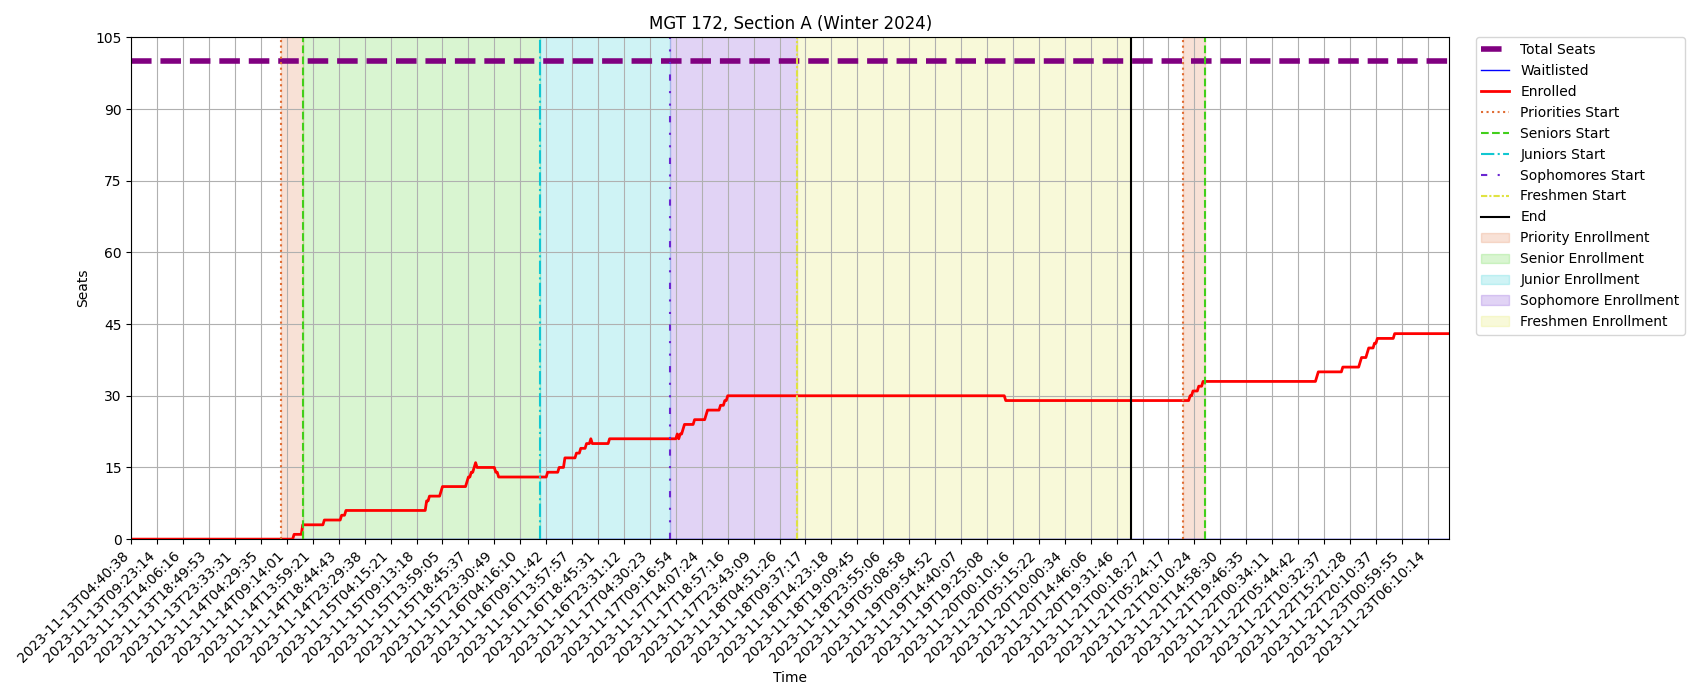 MGT 172, Section A (Winter 2024)
105
90
75
60
45
30
15
0
Seats
2023-11-13T04:40:38
2023-11-13T09:23:14
2023-11-13T14:06:16
2023-11-13T18:49:53
2023-11-13T23:33:31
2023-11-14T04:29:35
2023-11-14T09:14:01
2023-11-14T13:59:21
2023-11-14T18:44:43
2023-11-14T23:29:38
2023-11-15T04:15:21
2023-11-15T09:13:18
2023-11-15T13:59:05
2023-11-15T18:45:37
2023-11-15T23:30:49
2023-11-16T04:16:10
2023-11-16T09:11:42
2023-11-16T13:57:57
2023-11-16T18:45:31
2023-11-16T23:31:12
2023-11-17T04:30:23
2023-11-17T09:16:54
2023-11-17T14:07:24
2023-11-17T18:57:16
2023-11-17T23:43:09
2023-11-18T04:51:26
2023-11-18T09:37:17
2023-11-18T14:23:18
2023-11-18T19:09:45
2023-11-18T23:55:06
2023-11-19T05:08:58
2023-11-19T09:54:52
2023-11-19T14:40:07
2023-11-19T19:25:08
2023-11-20T00:10:16
2023-11-20T05:15:22
2023-11-20T10:00:34
2023-11-20T14:46:06
2023-11-20T19:31:46
2023-11-21T00:18:27
2023-11-21T05:24:17
2023-11-21T10:10:24
2023-11-21T14:58:30
2023-11-21T19:46:35
2023-11-22T00:34:11
2023-11-22T05:44:42
2023-11-22T10:32:37
2023-11-22T15:21:28
2023-11-22T20:10:37
2023-11-23T00:59:55
2023-11-23T06:10:14
Time
Total Seats
Waitlisted
Enrolled
Priorities Start
Seniors Start
Juniors Start
Sophomores Start
Freshmen Start
End
Priority Enrollment
Senior Enrollment
Junior Enrollment
Sophomore Enrollment
Freshmen Enrollment